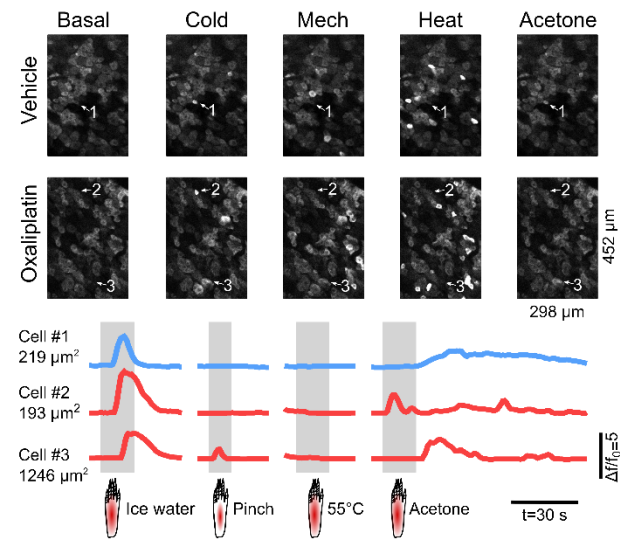 Basal Cold Mech Heat Acetone
Vehicle
1 1 1 1 1
Oxaliplatin
2 2 2 2 2
3 3 3 3 3
452 µm
298 µm
Cell #1
219 µm²
Cell #2
193 µm²
Cell #3
1246 µm²
Δf/f₀=5
Ice water Pinch 55°C Acetone
t=30 s